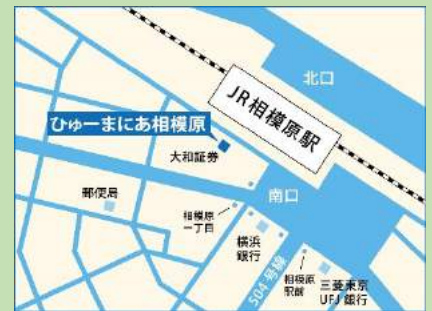 北口
JR相模原駅
ひゅーまにあ相模原
大和証券
南口
郵便局
相模原
一丁目
横浜
銀行
504号線
相模原
駅前
三菱東京
UFJ銀行